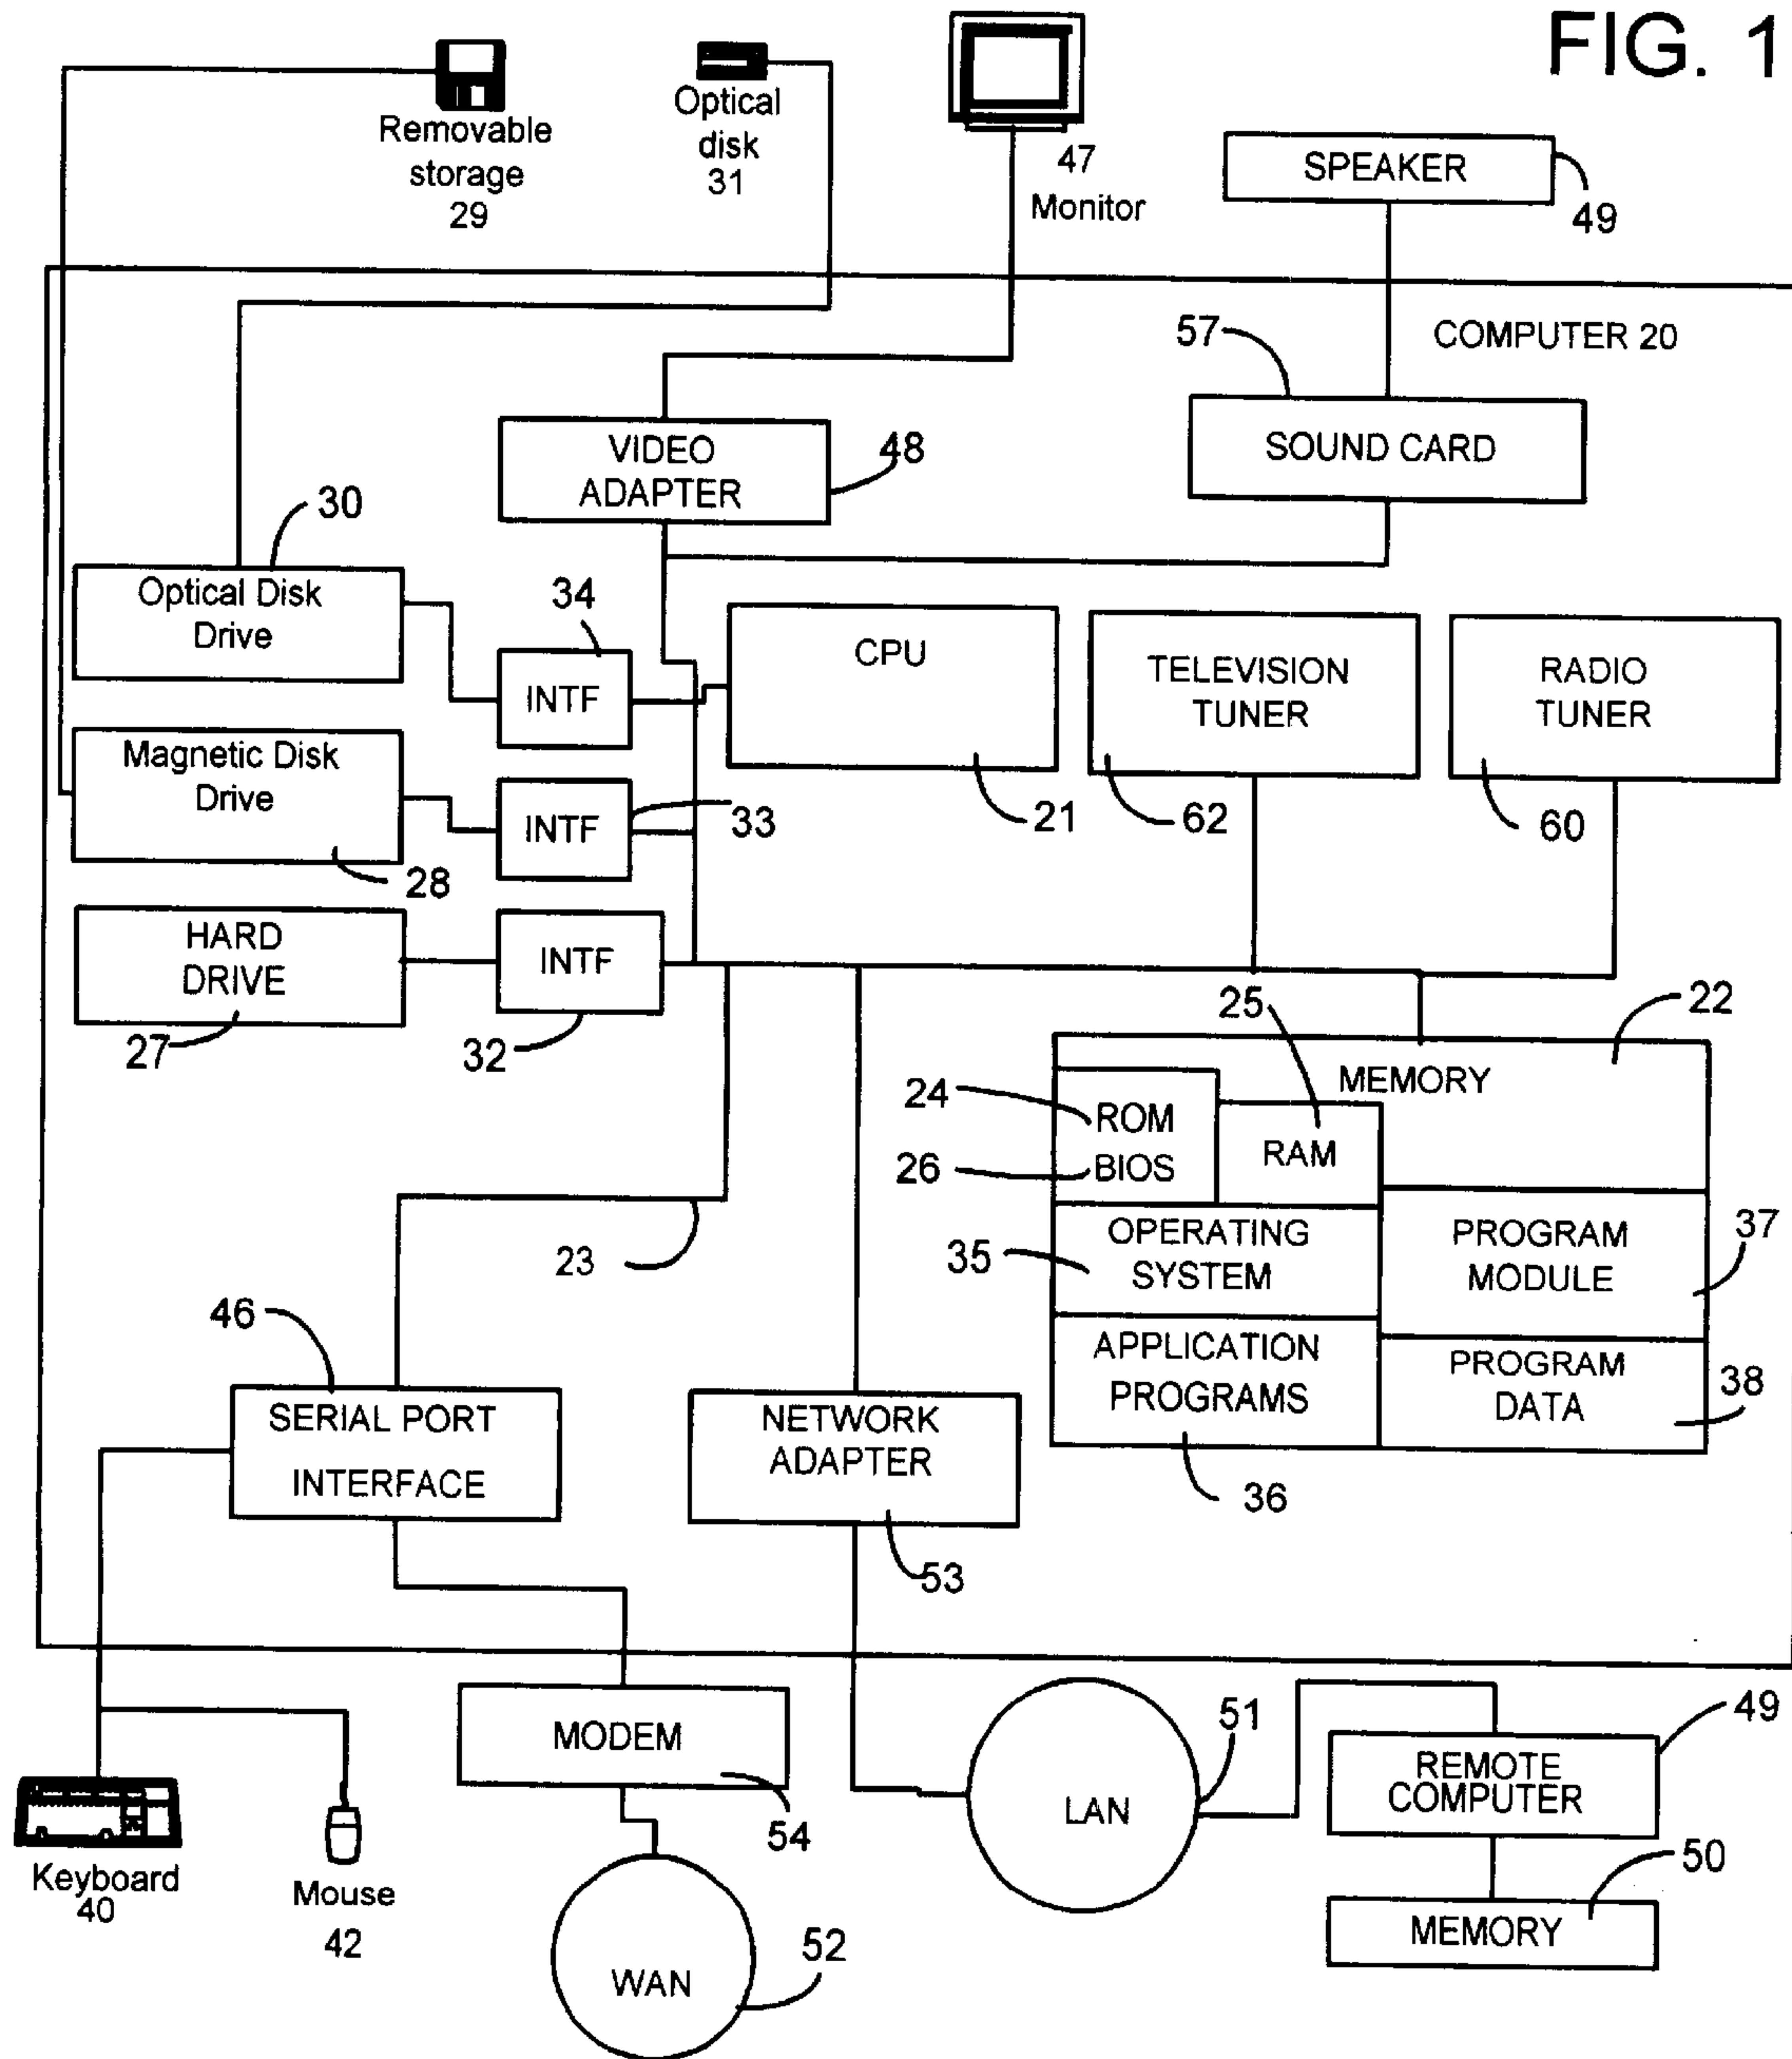 FIG. 1
Removable
storage
29
Optical
disk
31
47
Monitor
SPEAKER
49
COMPUTER 20
57
SOUND CARD
VIDEO
ADAPTER
48
30
Optical Disk
Drive
34
INTF
CPU
21
TELEVISION
TUNER
62
RADIO
TUNER
60
Magnetic Disk
Drive
28
INTF
33
HARD
DRIVE
27
INTF
32
23
25
22
MEMORY
24
ROM
26
BIOS
RAM
35
OPERATING
SYSTEM
PROGRAM
MODULE
37
APPLICATION
PROGRAMS
36
PROGRAM
DATA
38
46
SERIAL PORT
INTERFACE
NETWORK
ADAPTER
53
MODEM
54
LAN
51
REMOTE
COMPUTER
49
MEMORY
50
Keyboard
40
Mouse
42
WAN
52